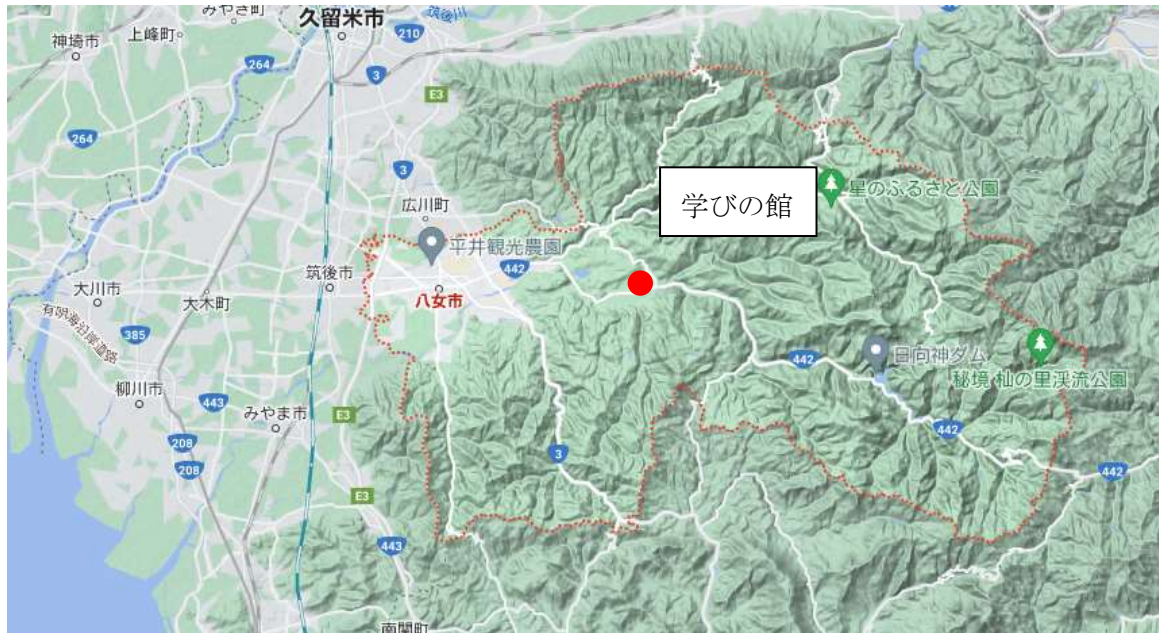 みやき町
久留米市
筑後川
神埼市
上峰町
210
264
3
E3
264
3
広川町
学びの館
星のふるさと公園
平井観光農園
442
筑後市
大川市
大木町
八女市
有明海沿岸道路
385
日向神ダム
442
秘境 杣の里渓流公園
柳川市
443
みやま市
E3
208
442
3
442
208
E3
443
南関町